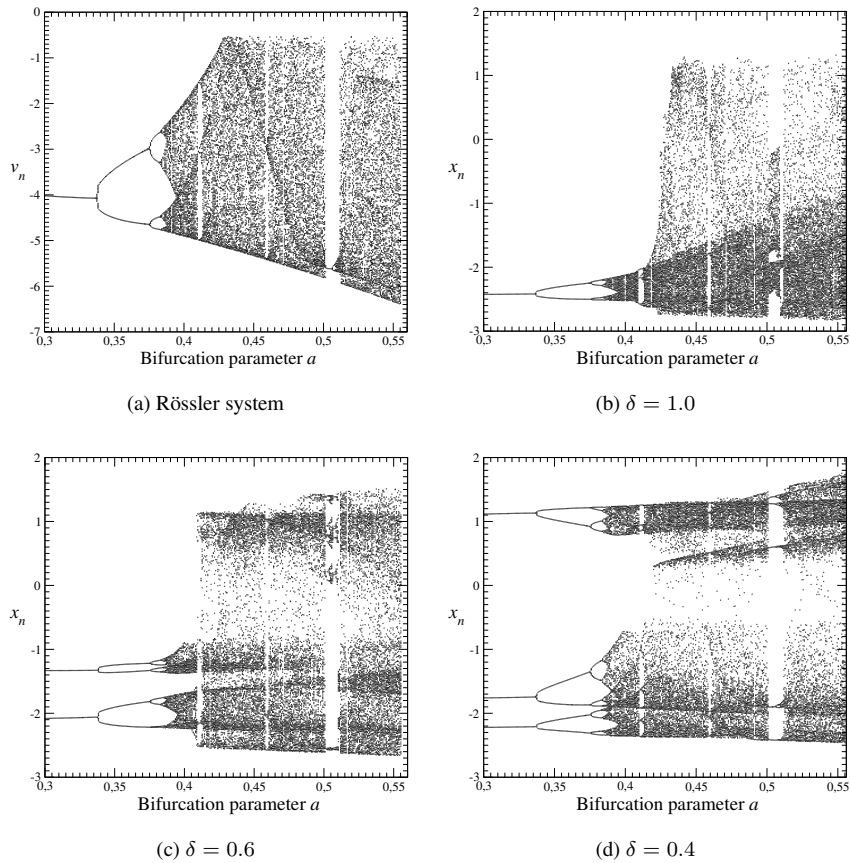 0
-1
-2
-3
-4
-5
-6
-7
v_n
0,3 0,35 0,4 0,45 0,5 0,55
Bifurcation parameter a
(a) Rössler system
2
1
0
-1
-2
-3
x_n
0,3 0,35 0,4 0,45 0,5 0,55
Bifurcation parameter a
(b) δ = 1.0
2
1
0
-1
-2
-3
x_n
0,3 0,35 0,4 0,45 0,5 0,55
Bifurcation parameter a
(c) δ = 0.6
2
1
0
-1
-2
-3
x_n
0,3 0,35 0,4 0,45 0,5 0,55
Bifurcation parameter a
(d) δ = 0.4